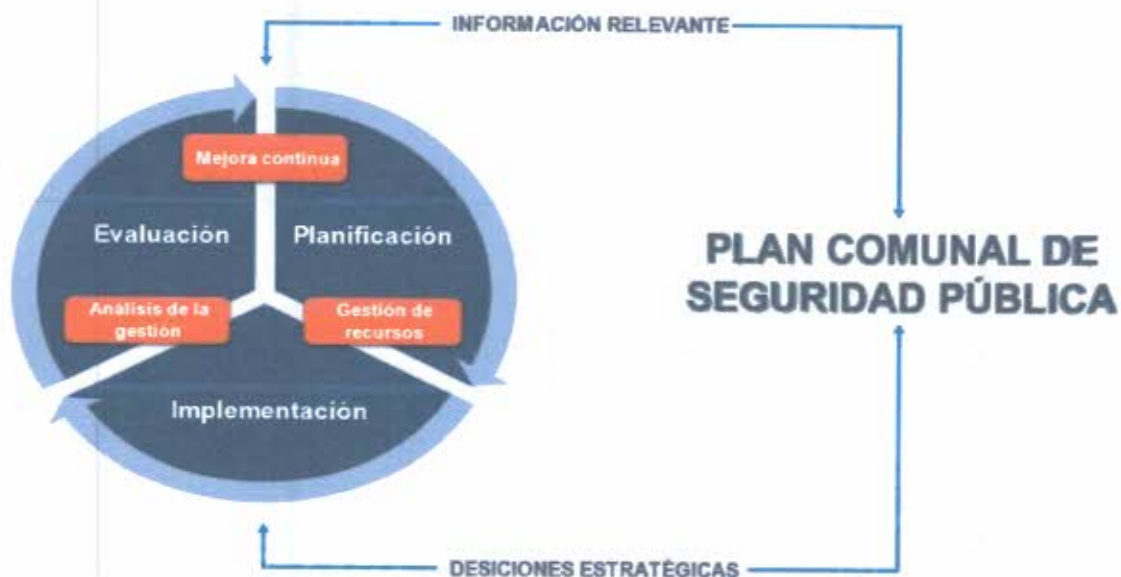 INFORMACIÓN RELEVANTE
Mejora continua
Evaluación
Planificación
Análisis de la
gestión
Gestión de
recursos
Implementación
PLAN COMUNAL DE
SEGURIDAD PÚBLICA
DESICIONES ESTRATÉGICAS